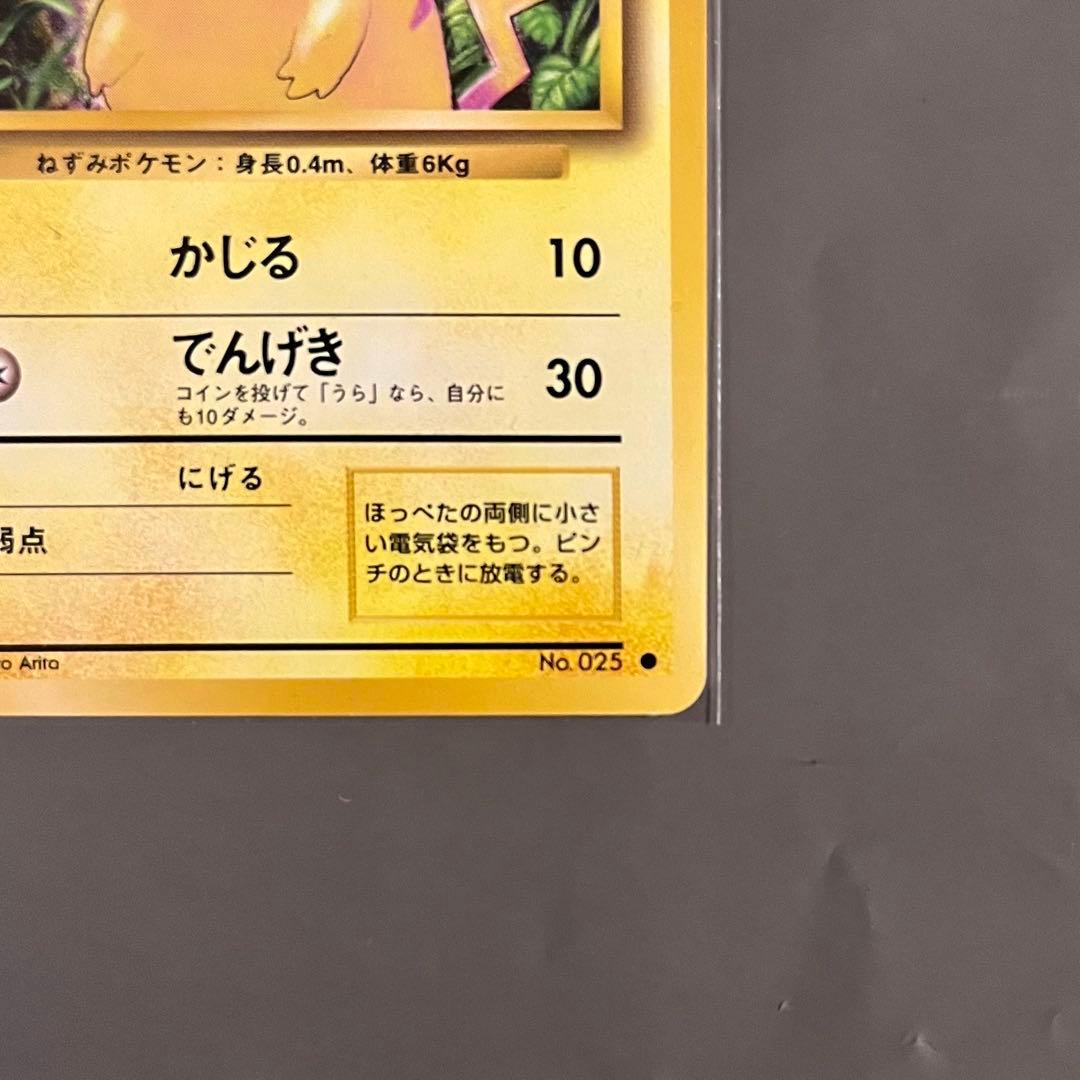 ねずみポケモン：身長0.4m、体重6Kg
かじる 10
でんげき 30
コインを投げて「うら」なら、自分に
も10ダメージ。
にげる
弱点
ほっぺたの両側に小さ
い電気袋をもつ。ピン
チのときに放電する。
o Arita No. 025 ●